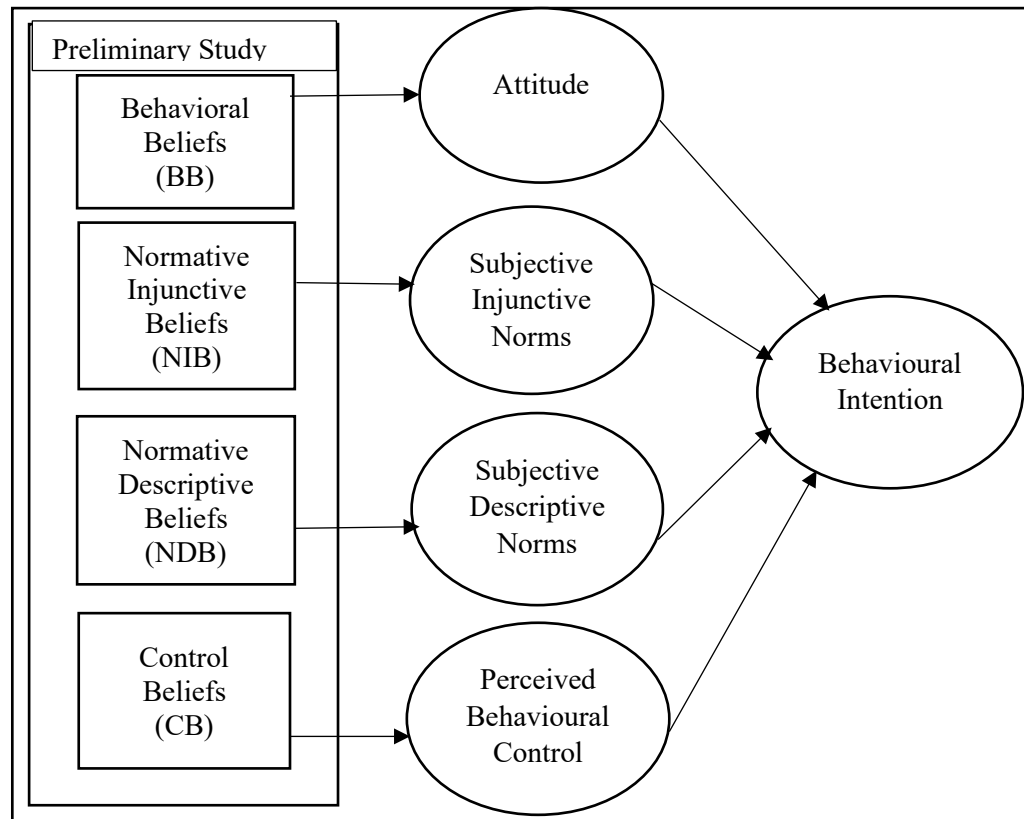 Preliminary Study
Behavioral
Beliefs
(BB)
Attitude
Normative
Injunctive
Beliefs
(NIB)
Subjective
Injunctive
Norms
Behavioural
Intention
Normative
Descriptive
Beliefs
(NDB)
Subjective
Descriptive
Norms
Control
Beliefs
(CB)
Perceived
Behavioural
Control